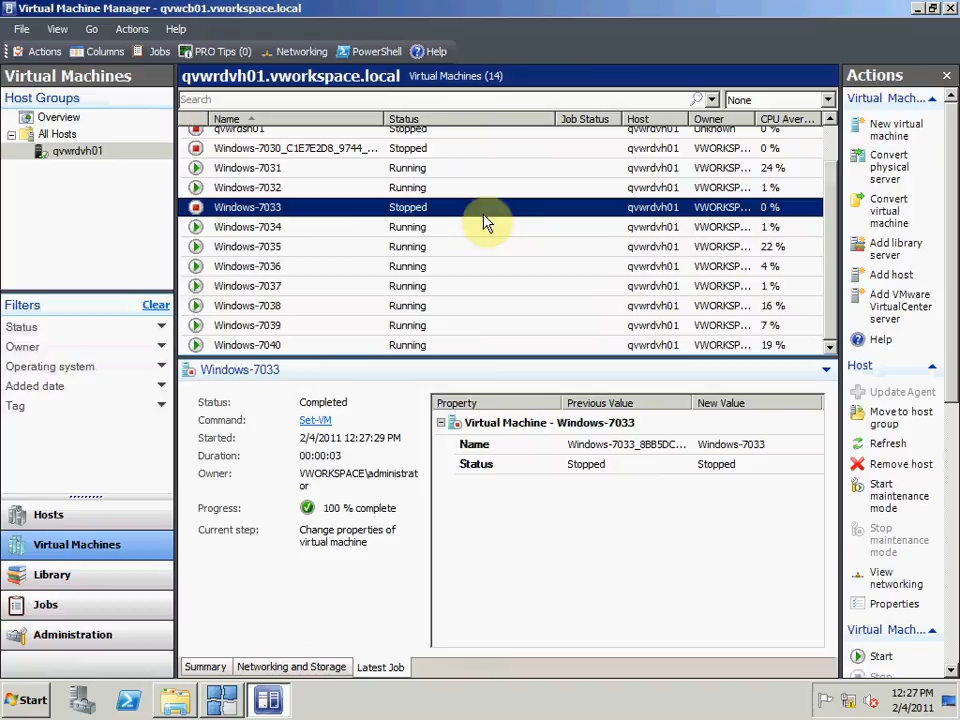 Virtual Machine Manager - qvwcb01.vworkspace.local
File View Go Actions Help
Actions Columns Jobs PRO Tips (0) Networking PowerShell Help
Virtual Machines
Host Groups
Overview
All Hosts
qvwrdvh01
Filters Clear
Status
Owner
Operating system
Added date
Tag
Hosts
Virtual Machines
Library
Jobs
Administration
qvwrdvh01.vworkspace.local Virtual Machines (14)
Search None
Name Status Job Status Host Owner CPU Aver...
qvwrdsh01 Stopped qvwrdvh01 Unknown 0 %
Windows-7030_C1E7E2D8_9744_... Stopped qvwrdvh01 VWORKSP... 0 %
Windows-7031 Running qvwrdvh01 VWORKSP... 24 %
Windows-7032 Running qvwrdvh01 VWORKSP... 1 %
Windows-7033 Stopped qvwrdvh01 VWORKSP... 0 %
Windows-7034 Running qvwrdvh01 VWORKSP... 1 %
Windows-7035 Running qvwrdvh01 VWORKSP... 22 %
Windows-7036 Running qvwrdvh01 VWORKSP... 4 %
Windows-7037 Running qvwrdvh01 VWORKSP... 1 %
Windows-7038 Running qvwrdvh01 VWORKSP... 16 %
Windows-7039 Running qvwrdvh01 VWORKSP... 7 %
Windows-7040 Running qvwrdvh01 VWORKSP... 19 %
Windows-7033
Status: Completed
Command: Set-VM
Started: 2/4/2011 12:27:29 PM
Duration: 00:00:03
Owner: VWORKSPACE\administrat
or
Progress: 100 % complete
Current step: Change properties of
virtual machine
Property Previous Value New Value
Virtual Machine - Windows-7033
Name Windows-7033_8BB5DC... Windows-7033
Status Stopped Stopped
Summary Networking and Storage Latest Job
Actions
Virtual Mach...
New virtual
machine
Convert
physical
server
Convert
virtual
machine
Add library
server
Add host
Add VMware
VirtualCenter
server
Help
Host
Update Agent
Move to host
group
Refresh
Remove host
Start
maintenance
mode
Stop
maintenance
mode
View
networking
Properties
Virtual Mach...
Start
Stop
Start
12:27 PM
2/4/2011